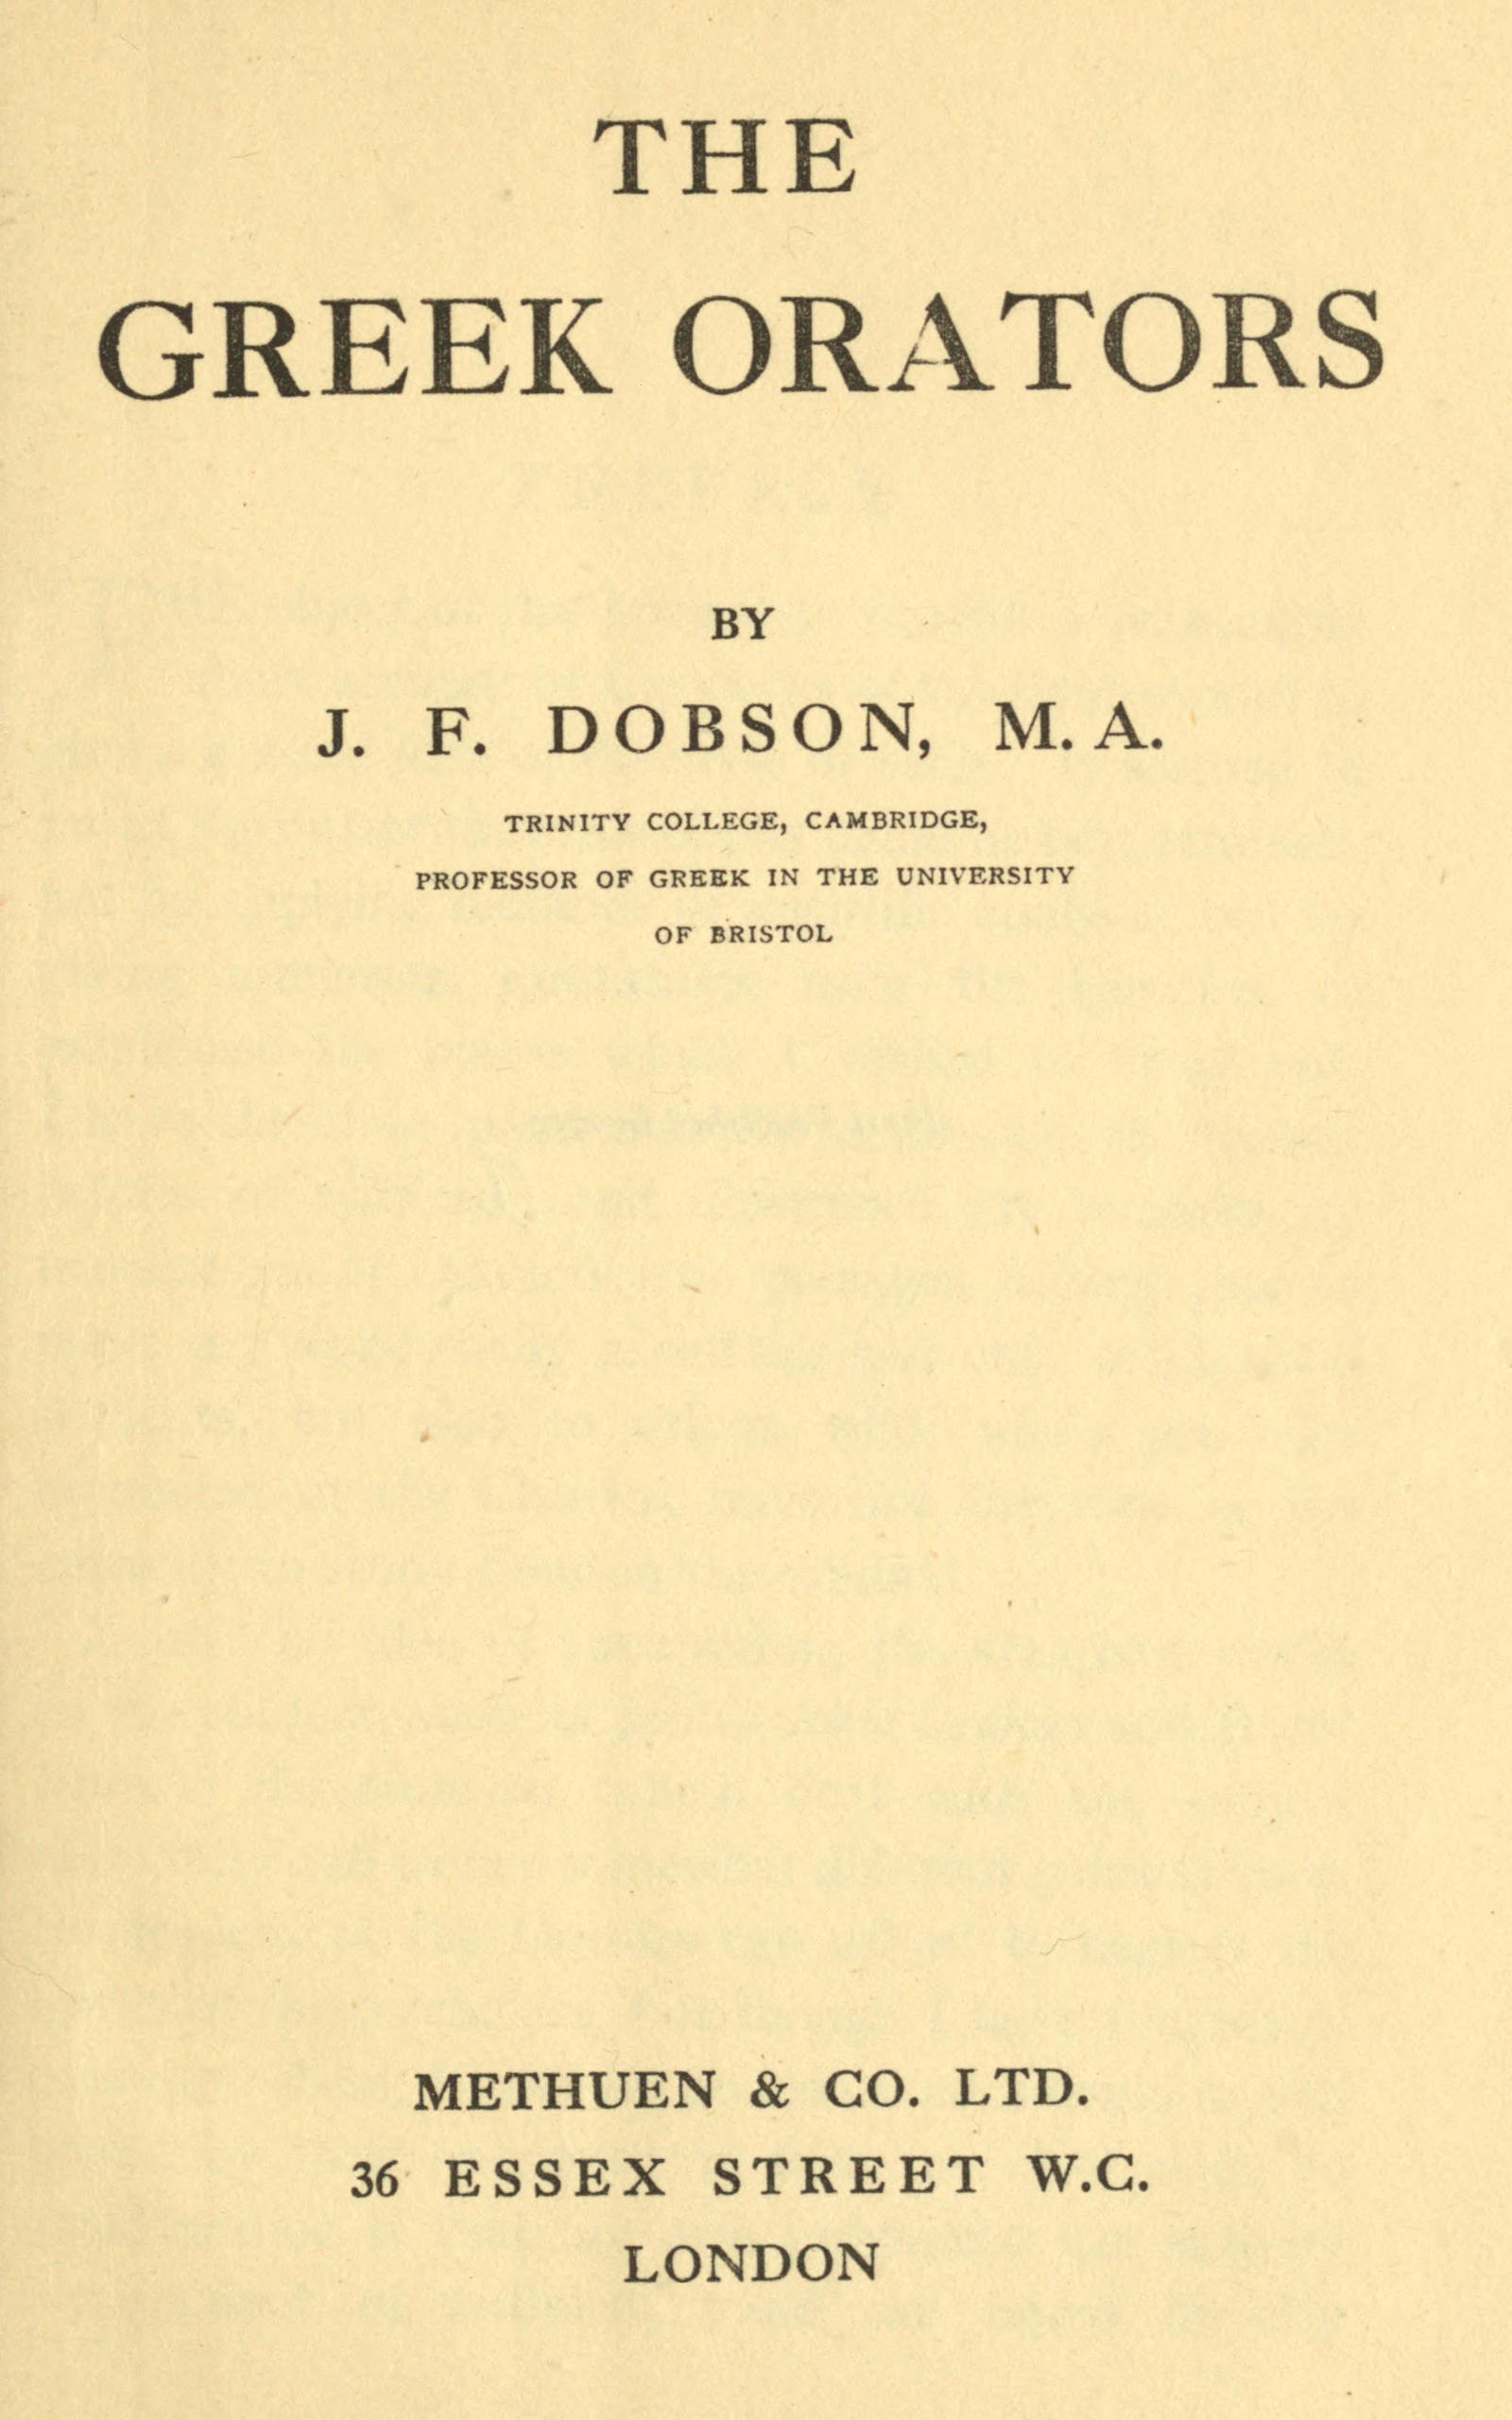 THE
GREEK ORATORS
BY
J. F. DOBSON, M. A.
TRINITY COLLEGE, CAMBRIDGE,
PROFESSOR OF GREEK IN THE UNIVERSITY
OF BRISTOL
METHUEN & CO. LTD.
36 ESSEX STREET W.C.
LONDON